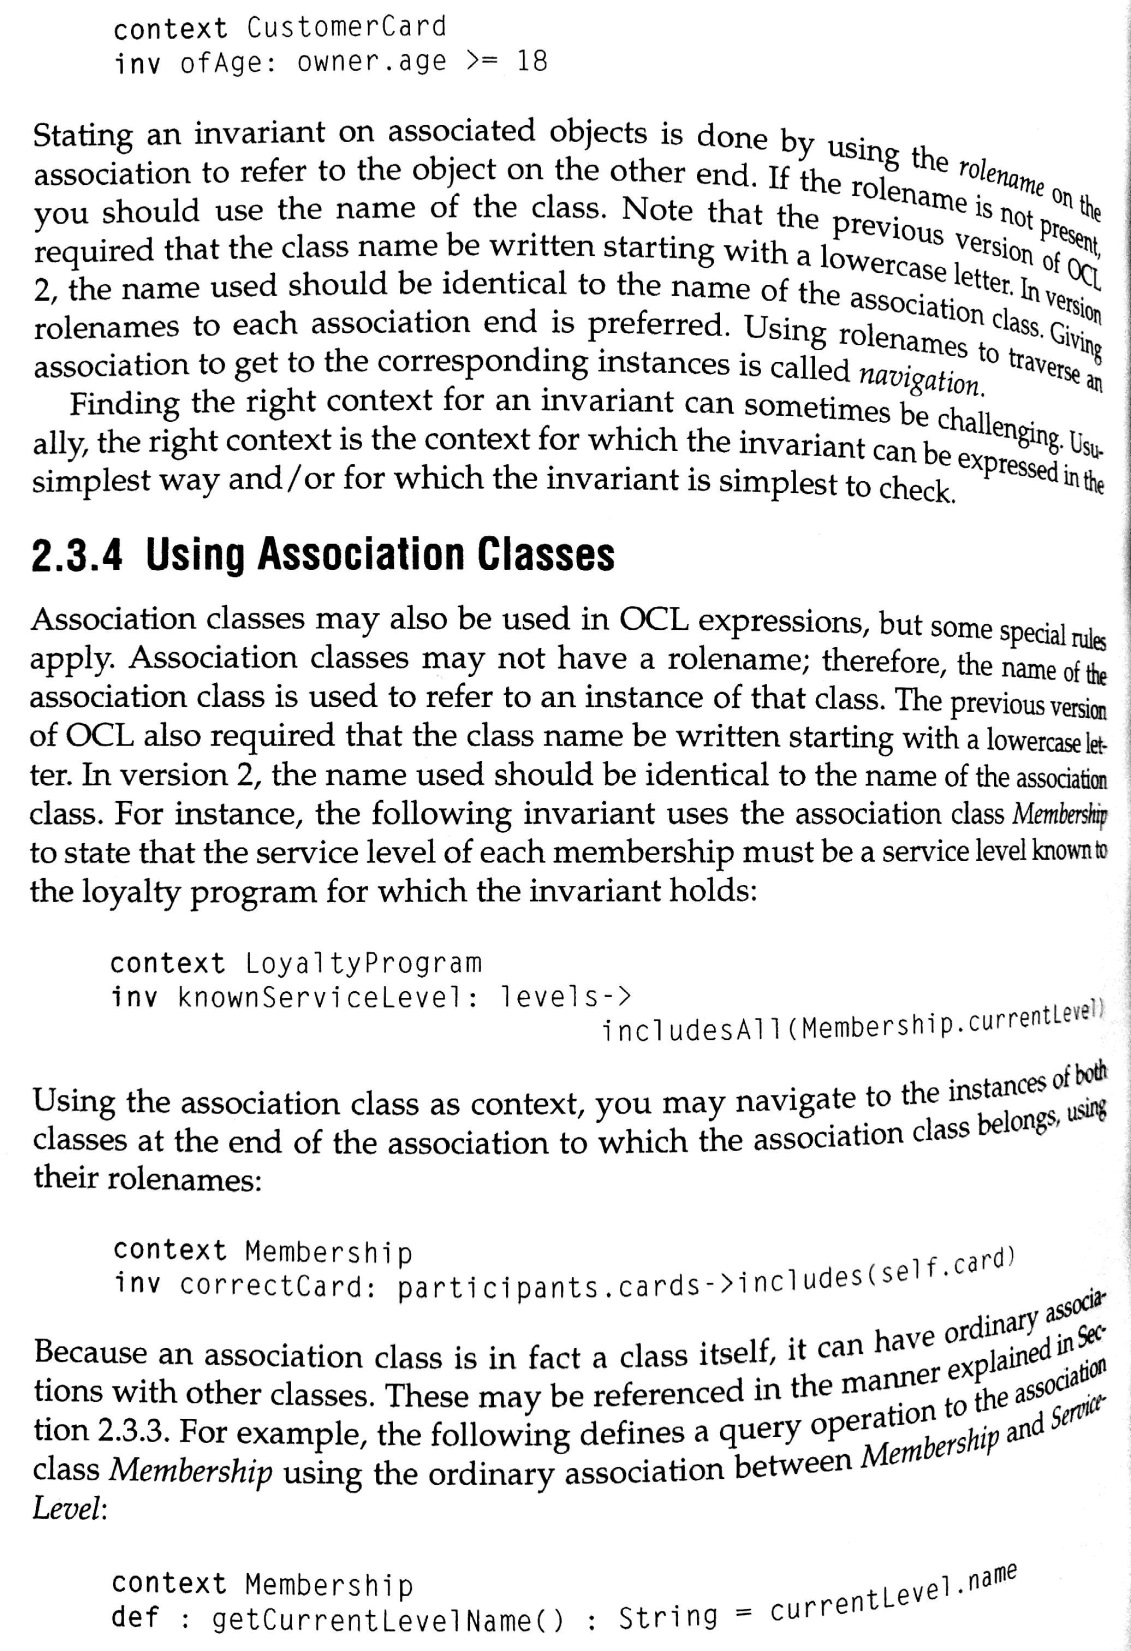 context CustomerCard
inv ofAge: owner.age >= 18
Stating an invariant on associated objects is done by using the rolename on the
association to refer to the object on the other end. If the rolename is not present,
you should use the name of the class. Note that the previous version of OCL
required that the class name be written starting with a lowercase letter. In version
2, the name used should be identical to the name of the association class. Giving
rolenames to each association end is preferred. Using rolenames to traverse an
association to get to the corresponding instances is called navigation.
Finding the right context for an invariant can sometimes be challenging. Usu-
ally, the right context is the context for which the invariant can be expressed in the
simplest way and/or for which the invariant is simplest to check.
2.3.4 Using Association Classes
Association classes may also be used in OCL expressions, but some special rules
apply. Association classes may not have a rolename; therefore, the name of the
association class is used to refer to an instance of that class. The previous version
of OCL also required that the class name be written starting with a lowercase let-
ter. In version 2, the name used should be identical to the name of the association
class. For instance, the following invariant uses the association class Membership
to state that the service level of each membership must be a service level known to
the loyalty program for which the invariant holds:
context LoyaltyProgram
inv knownServiceLevel: levels->
includesAll(Membership.currentLevel)
Using the association class as context, you may navigate to the instances of both
classes at the end of the association to which the association class belongs, using
their rolenames:
context Membership
inv correctCard: participants.cards->includes(self.card)
Because an association class is in fact a class itself, it can have ordinary associa-
tions with other classes. These may be referenced in the manner explained in Sec-
tion 2.3.3. For example, the following defines a query operation to the association
class Membership using the ordinary association between Membership and Service-
Level:
context Membership
def : getCurrentLevelName() : String = currentLevel.name